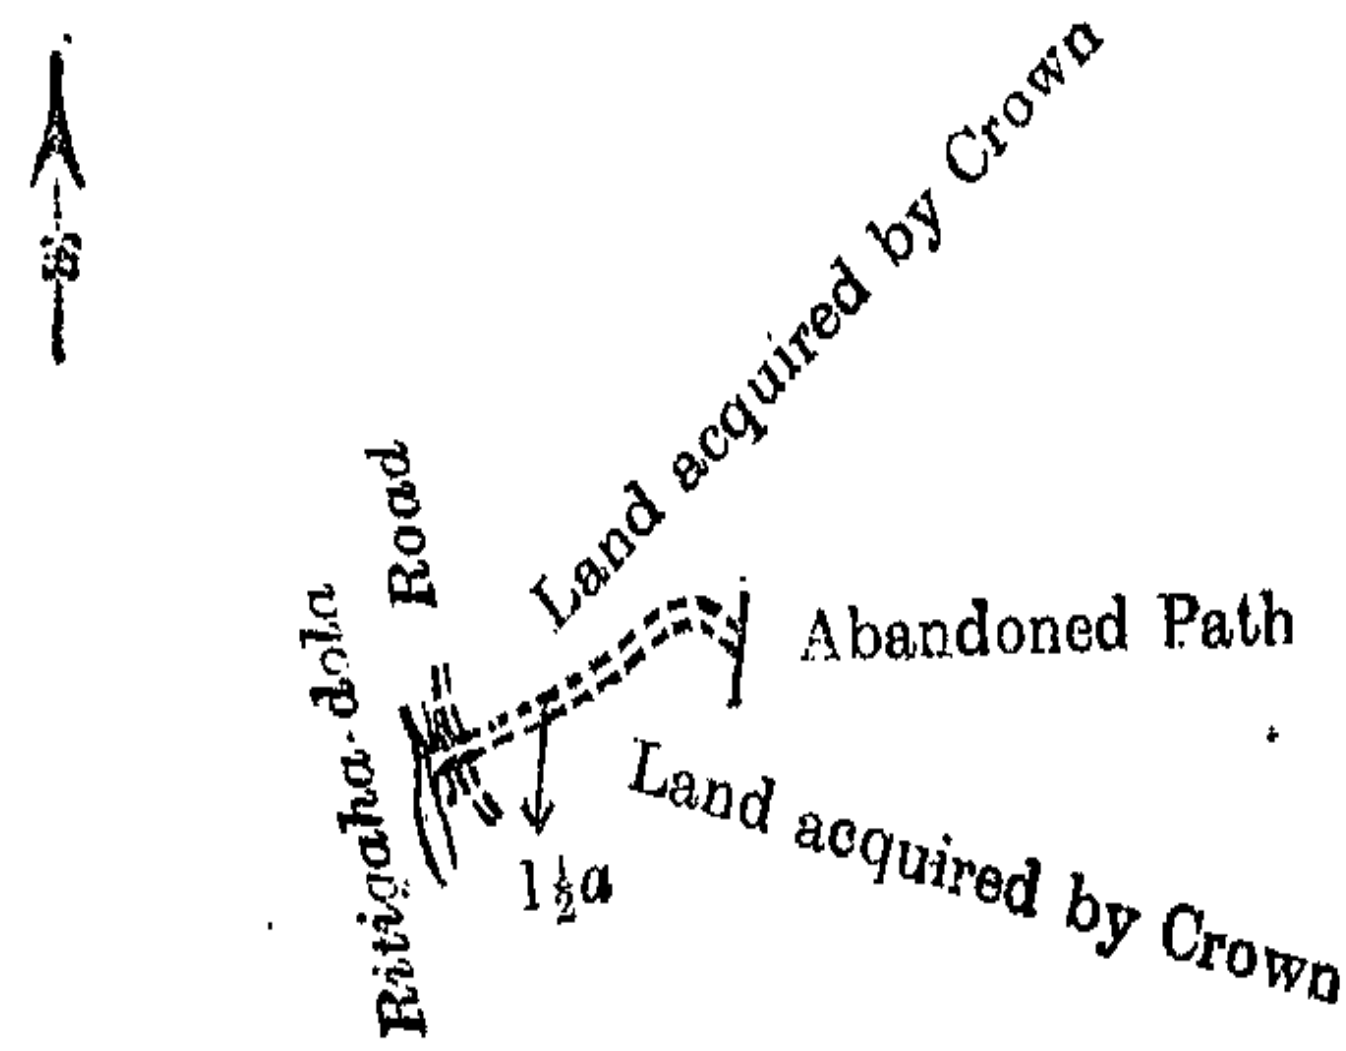 Land acquired by Crown
Road
Ritigaha-dola
Abandoned Path
Land acquired by Crown
1½a